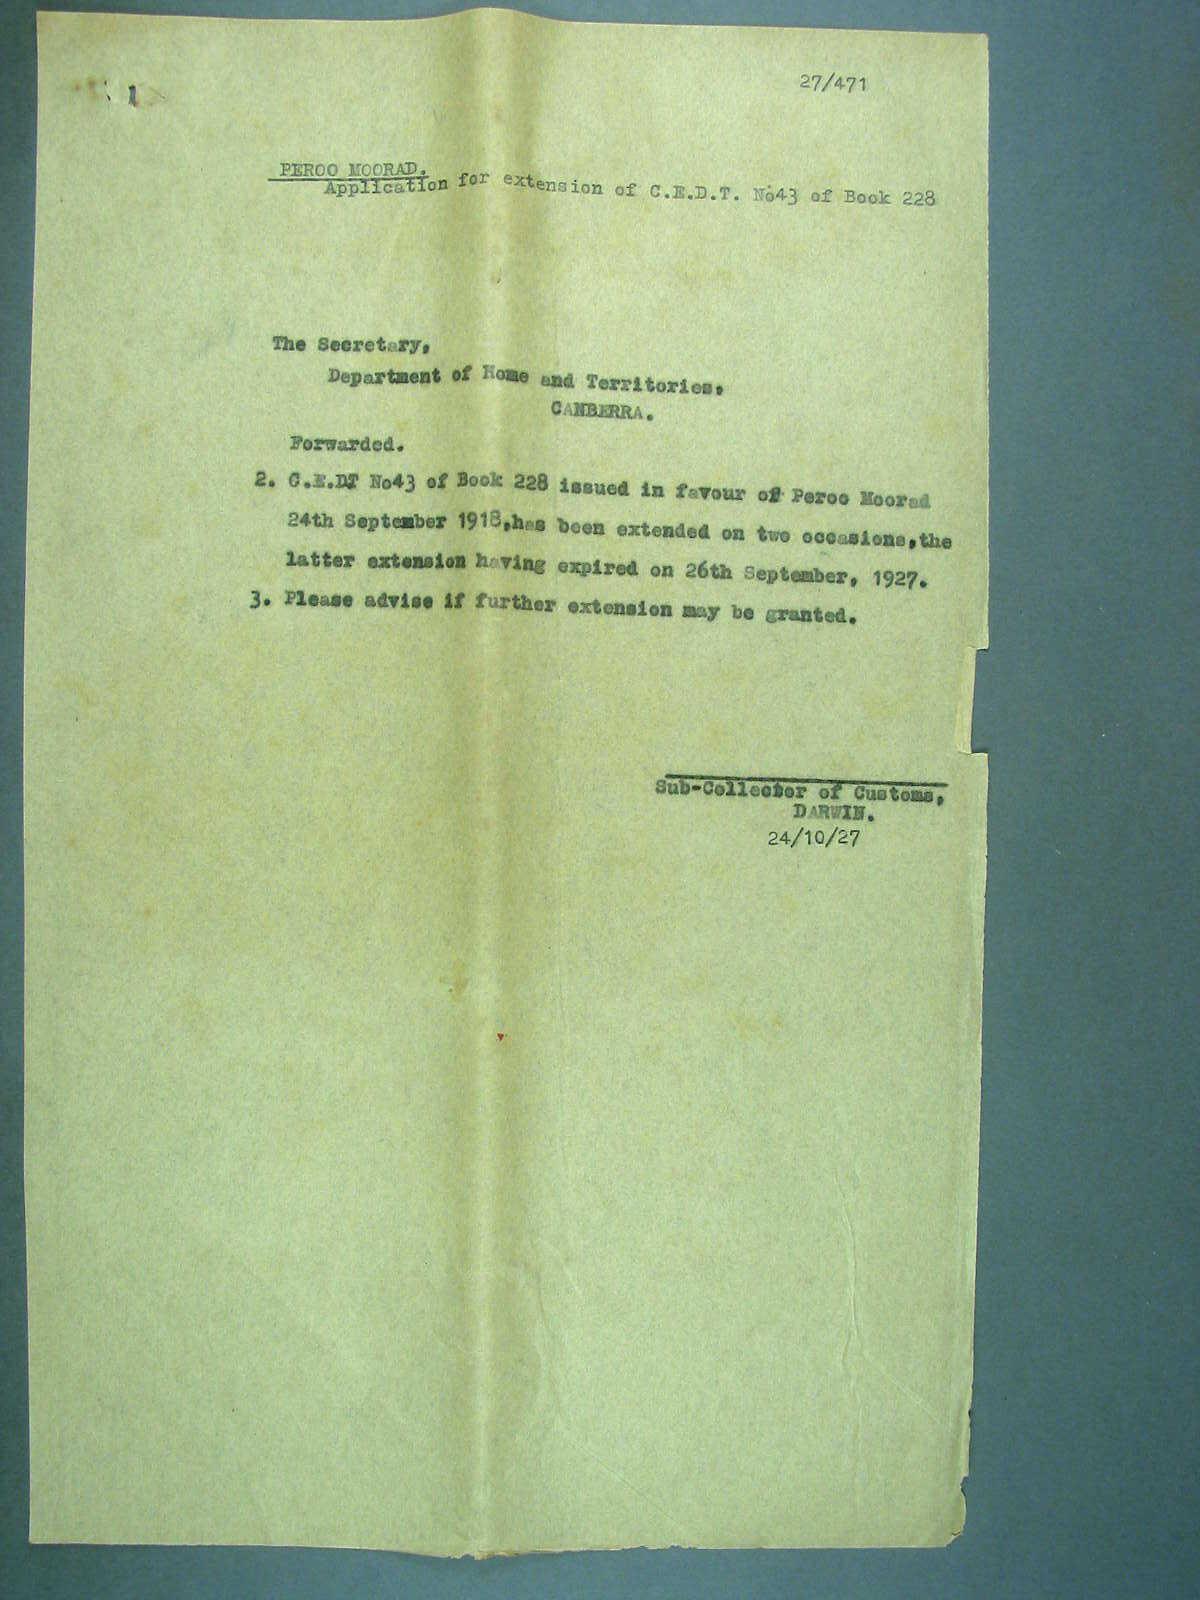 27/471
PEROO MOORAD.
Application for extension of C.E.D.T. No43 of Book 228
The Secretary,
Department of Home and Territories,
CANBERRA.
Forwarded.
2. C.E.DT No43 of Book 228 issued in favour of Peroo Moorad
24th September 1918,has been extended on two occasions,the
latter extension having expired on 26th September, 1927.
3. Please advise if further extension may be granted.
Sub-Collector of Customs,
DARWIN.
24/10/27